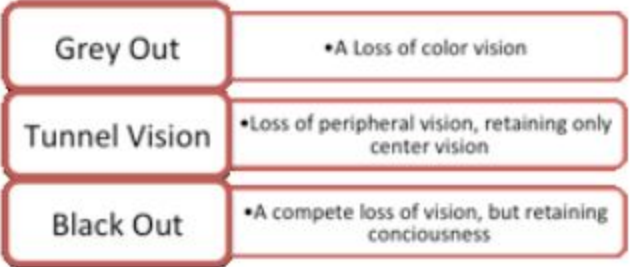 Grey Out
•A Loss of color vision
Tunnel Vision
•Loss of peripheral vision, retaining only
center vision
Black Out
•A compete loss of vision, but retaining
conciousness